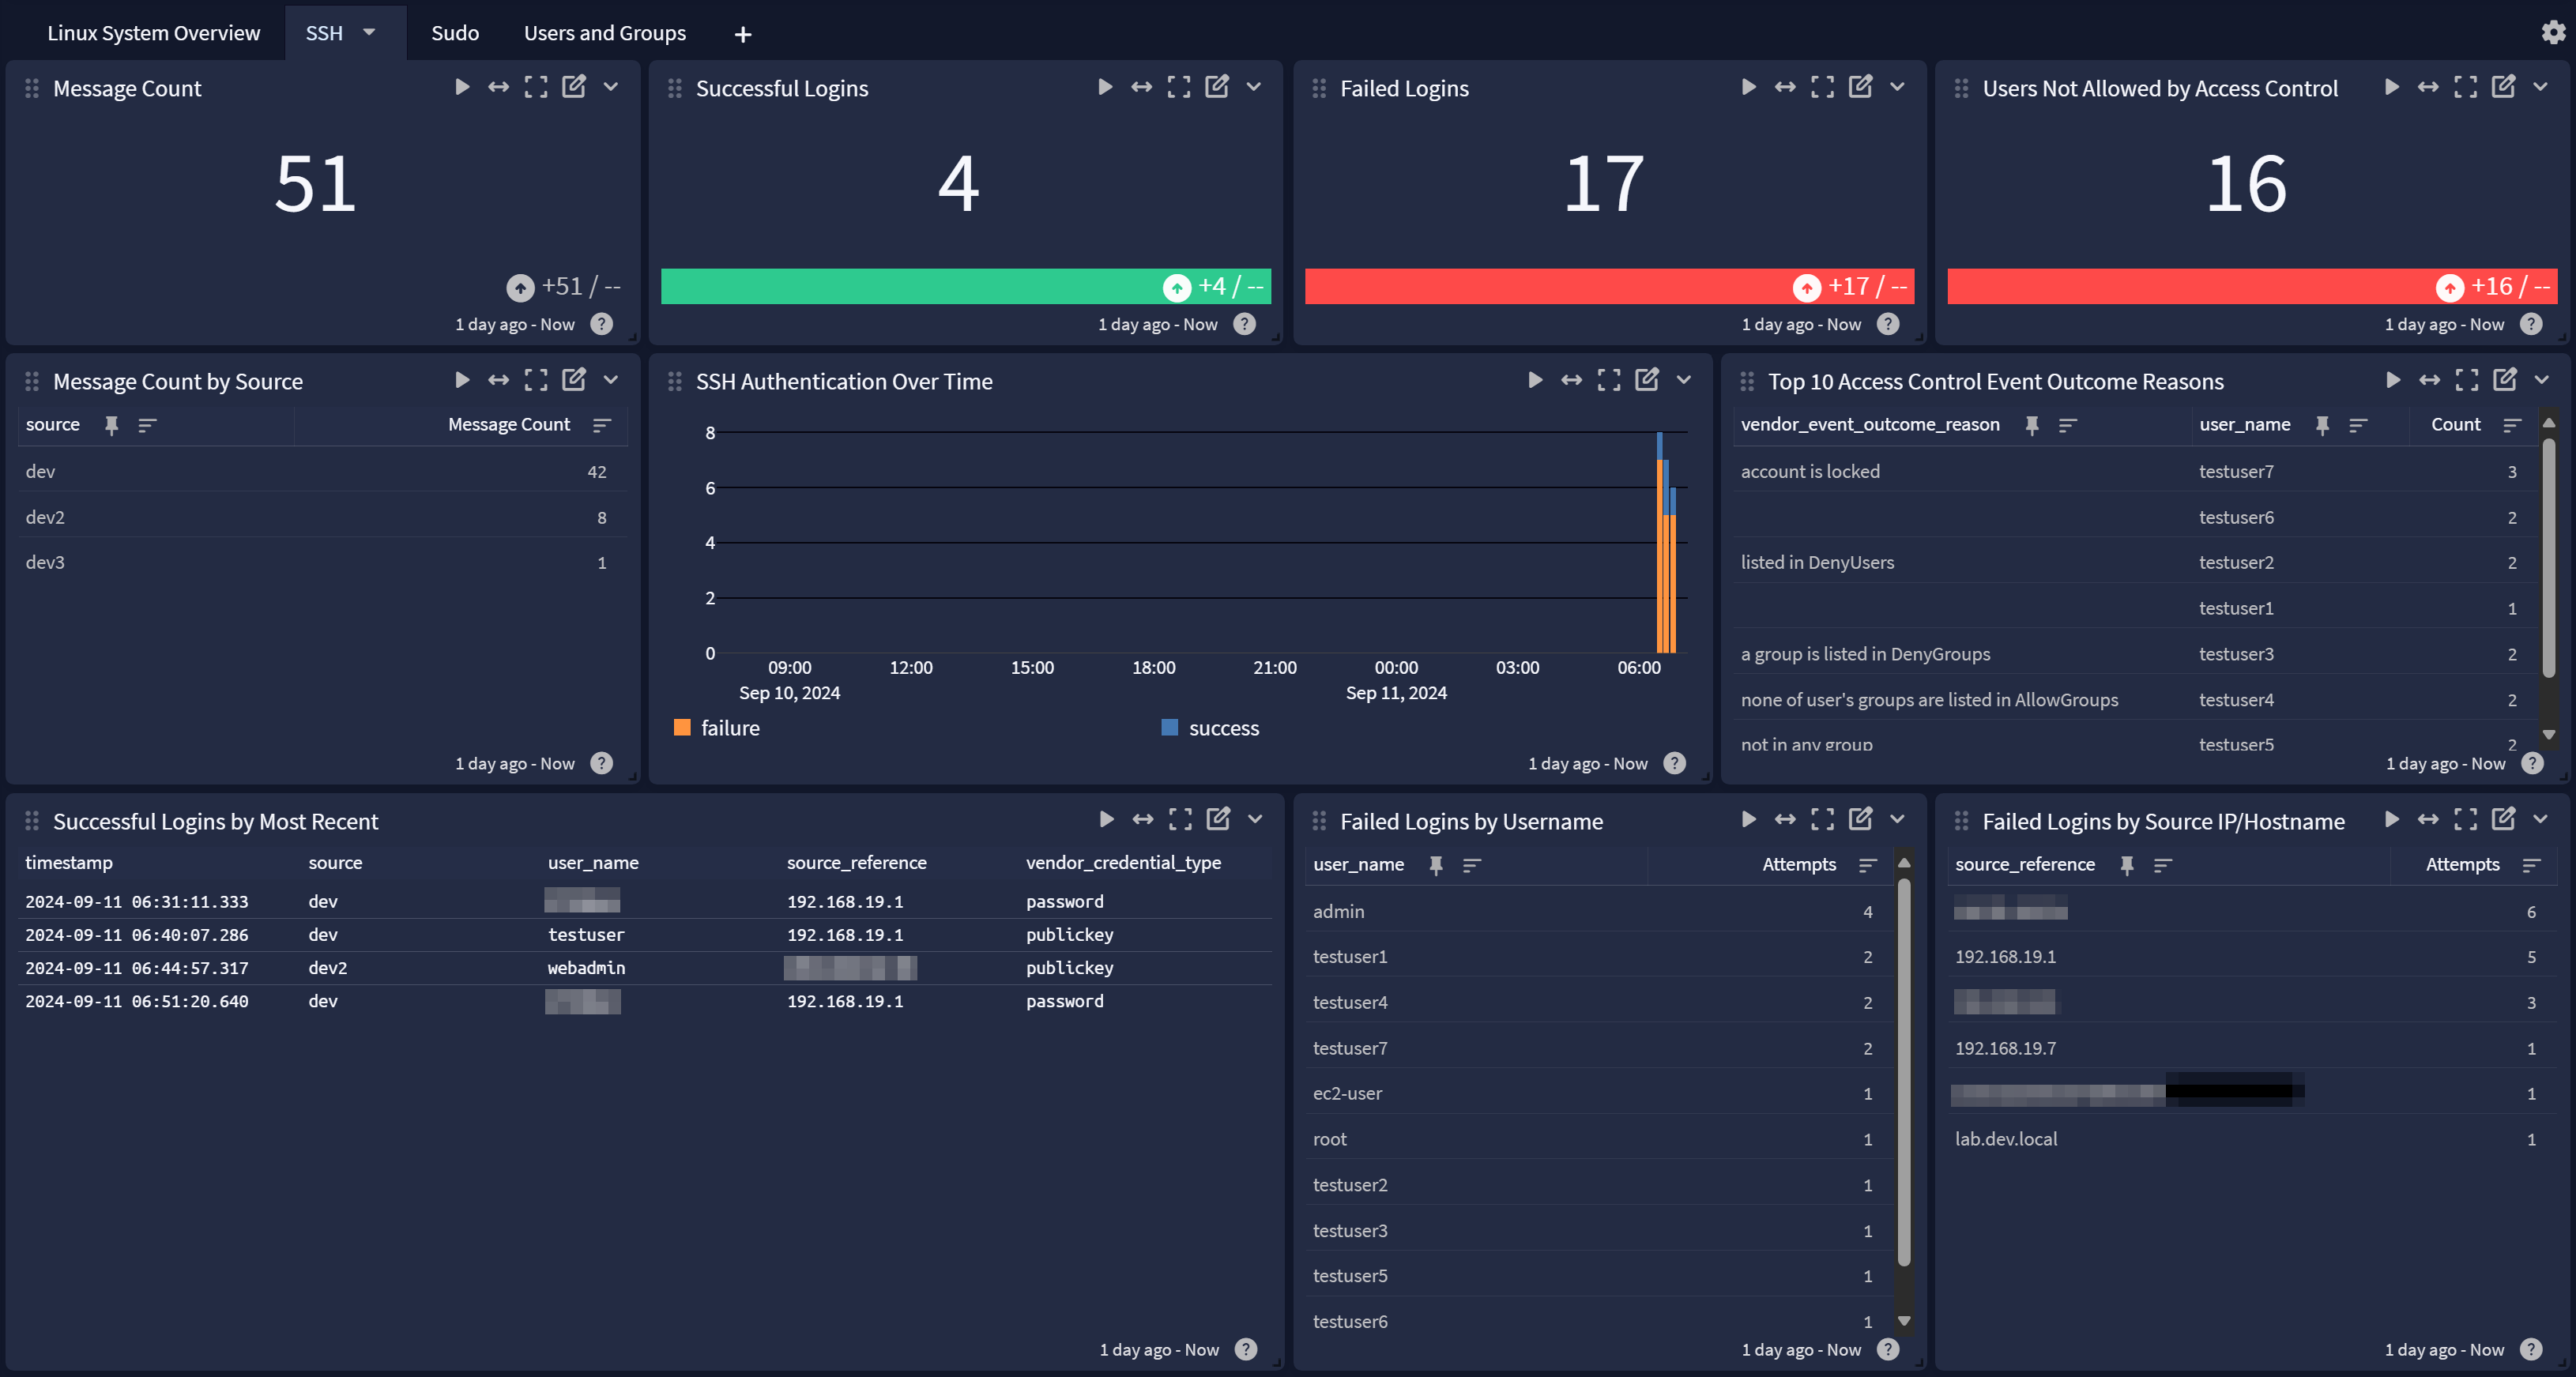 Linux System Overview SSH Sudo Users and Groups +
Message Count
51
+51 / --
1 day ago - Now ?
Successful Logins
4
+4 / --
1 day ago - Now ?
Failed Logins
17
+17 / --
1 day ago - Now ?
Users Not Allowed by Access Control
16
+16 / --
1 day ago - Now ?
Message Count by Source
source Message Count
dev 42
dev2 8
dev3 1
1 day ago - Now ?
SSH Authentication Over Time
8
6
4
2
0
09:00 12:00 15:00 18:00 21:00 00:00 03:00 06:00
Sep 10, 2024 Sep 11, 2024
failure success
1 day ago - Now ?
Top 10 Access Control Event Outcome Reasons
vendor_event_outcome_reason user_name Count
account is locked testuser7 3
testuser6 2
listed in DenyUsers testuser2 2
testuser1 1
a group is listed in DenyGroups testuser3 2
none of user's groups are listed in AllowGroups testuser4 2
not in any group testuser5 2
1 day ago - Now ?
Successful Logins by Most Recent
timestamp source user_name source_reference vendor_credential_type
2024-09-11 06:31:11.333 dev 192.168.19.1 password
2024-09-11 06:40:07.286 dev testuser 192.168.19.1 publickey
2024-09-11 06:44:57.317 dev2 webadmin publickey
2024-09-11 06:51:20.640 dev 192.168.19.1 password
1 day ago - Now ?
Failed Logins by Username
user_name Attempts
admin 4
testuser1 2
testuser4 2
testuser7 2
ec2-user 1
root 1
testuser2 1
testuser3 1
testuser5 1
testuser6 1
1 day ago - Now ?
Failed Logins by Source IP/Hostname
source_reference Attempts
6
192.168.19.1 5
3
192.168.19.7 1
1
lab.dev.local 1
1 day ago - Now ?